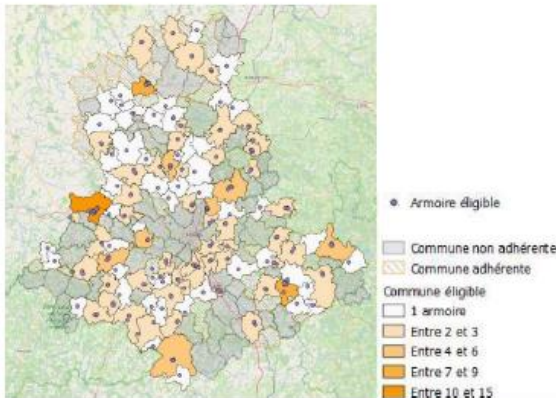 Armoire éligible
Commune non adhérente
Commune adhérente
Commune éligible
1 armoire
Entre 2 et 3
Entre 4 et 6
Entre 7 et 9
Entre 10 et 15